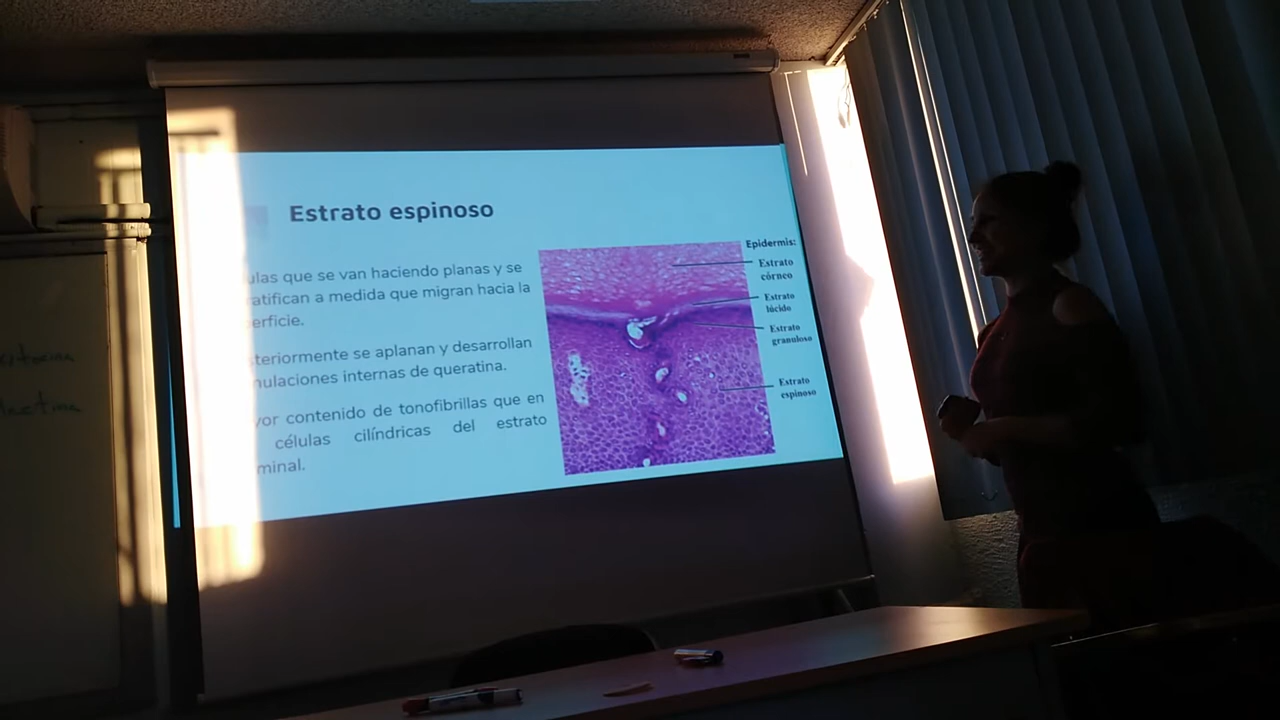 Estrato espinoso
ulas que se van haciendo planas y se
ratifican a medida que migran hacia la
erficie.
steriormente se aplanan y desarrollan
mulaciones internas de queratina.
yor contenido de tonofibrillas que en
células cilíndricas del estrato
minal.
Epidermis:
Estrato
córneo
Estrato
lúcido
Estrato
granuloso
Estrato
espinoso